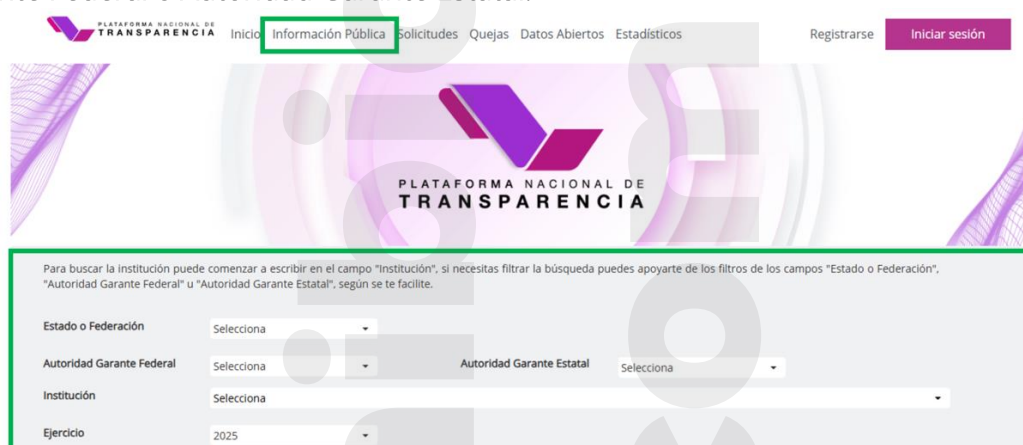 PLATAFORMA NACIONAL DE
TRANSPARENCIA
Inicio Información Pública Solicitudes Quejas Datos Abiertos Estadísticos Registrarse Iniciar sesión
PLATAFORMA NACIONAL DE
TRANSPARENCIA
Para buscar la institución puede comenzar a escribir en el campo "Institución", si necesitas filtrar la búsqueda puedes apoyarte de los filtros de los campos "Estado o Federación",
"Autoridad Garante Federal" u "Autoridad Garante Estatal", según se te facilite.
Estado o Federación Selecciona
Autoridad Garante Federal Selecciona Autoridad Garante Estatal Selecciona
Institución Selecciona
Ejercicio 2025